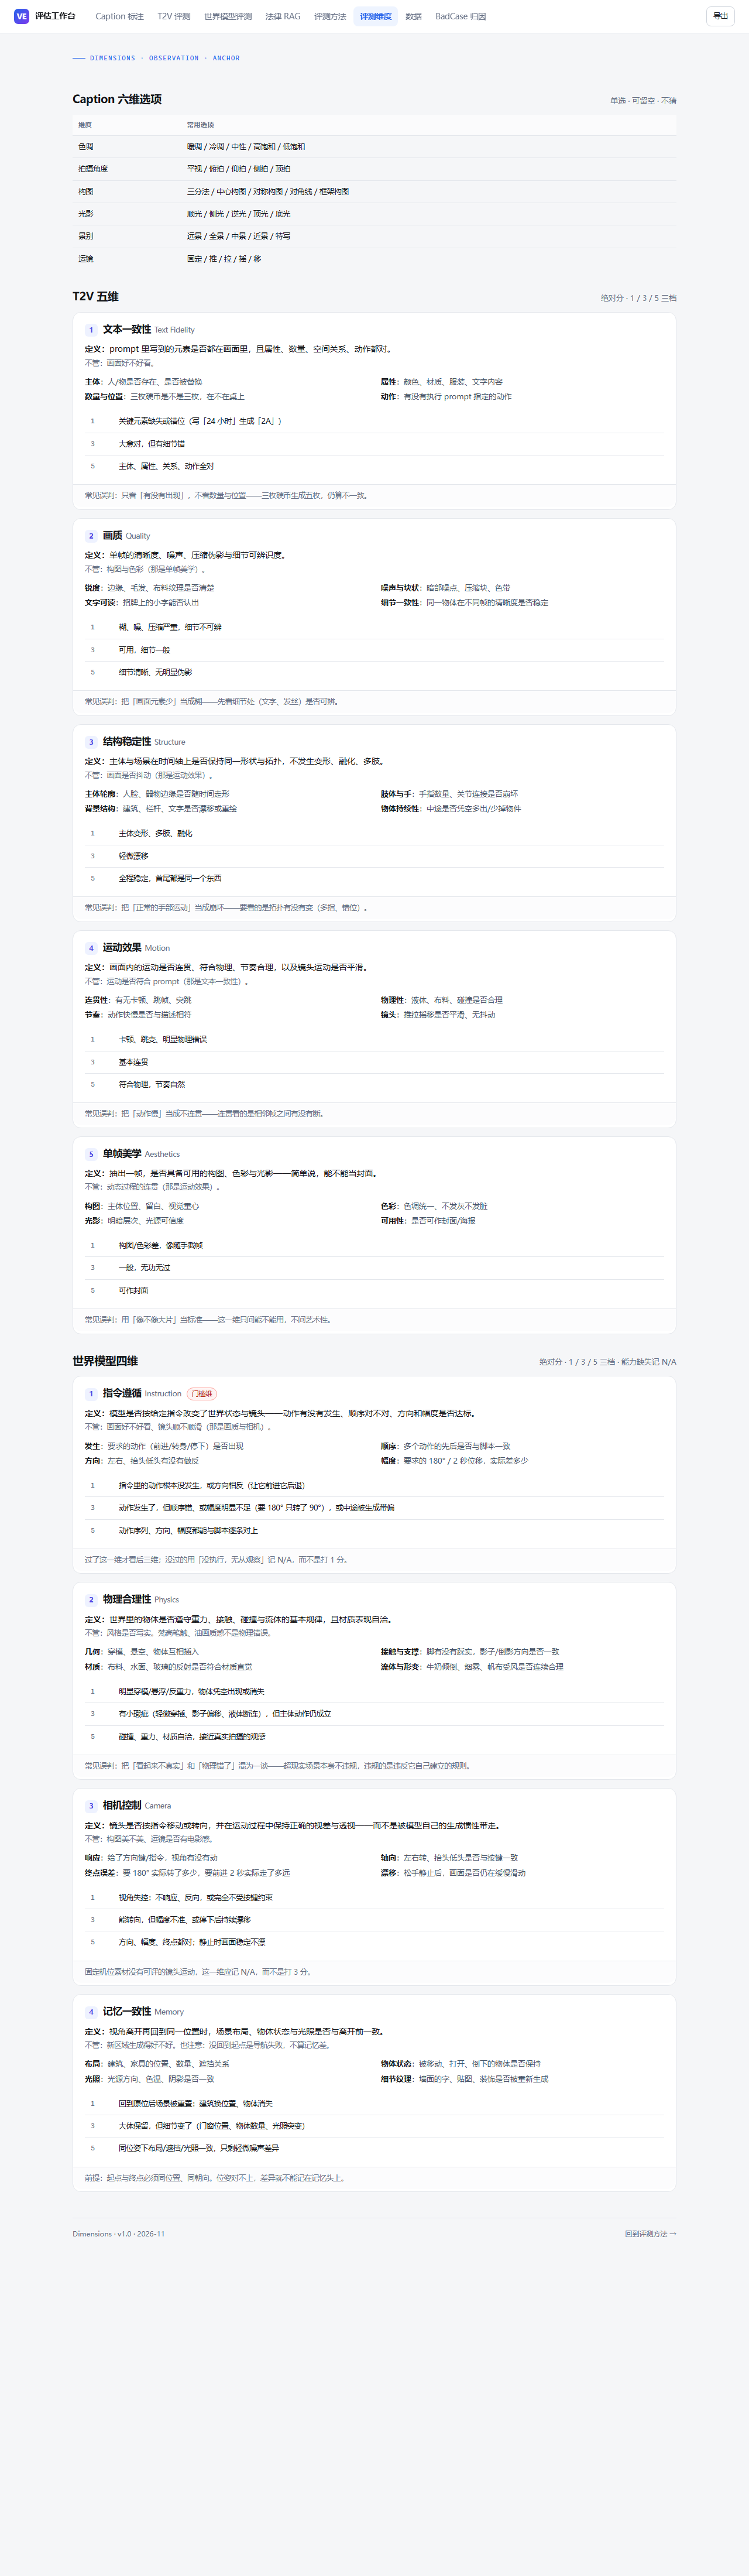 VE 评估工作台 Caption 标注 T2V 评测 世界模型评测 法律 RAG 评测方法 评测维度 数据 BadCase 归因 导出
DIMENSIONS · OBSERVATION · ANCHOR
Caption 六维选项 单选 · 可留空 · 不猜
维度 常用选项
色调 暖调 / 冷调 / 中性 / 高饱和 / 低饱和
拍摄角度 平视 / 俯拍 / 仰拍 / 侧拍 / 顶拍
构图 三分法 / 中心构图 / 对称构图 / 对角线 / 框架构图
光影 顺光 / 侧光 / 逆光 / 顶光 / 底光
景别 远景 / 全景 / 中景 / 近景 / 特写
运镜 固定 / 推 / 拉 / 摇 / 移
T2V 五维 绝对分 · 1 / 3 / 5 三档
1 文本一致性 Text Fidelity
定义：prompt 里写到的元素是否都在画面里，且属性、数量、空间关系、动作都对。
不管：画面好不好看。
主体：人/物是否存在、是否被替换 属性：颜色、材质、服装、文字内容
数量与位置：三枚硬币是不是三枚，在不在桌上 动作：有没有执行 prompt 指定的动作
1 关键元素缺失或错位（写「24 小时」生成「2A」）
3 大意对，但有细节错
5 主体、属性、关系、动作全对
常见误判：只看「有没有出现」，不看数量与位置——三枚硬币生成五枚，仍算不一致。
2 画质 Quality
定义：单帧的清晰度、噪声、压缩伪影与细节可辨识度。
不管：构图与色彩（那是单帧美学）。
锐度：边缘、毛发、布料纹理是否清楚 噪声与块状：暗部噪点、压缩块、色带
文字可读：招牌上的小字能否认出 细节一致性：同一物体在不同帧的清晰度是否稳定
1 糊、噪、压缩严重，细节不可辨
3 可用，细节一般
5 细节清晰、无明显伪影
常见误判：把「画面元素少」当成糊——先看细节处（文字、发丝）是否可辨。
3 结构稳定性 Structure
定义：主体与场景在时间轴上是否保持同一形状与拓扑，不发生变形、融化、多肢。
不管：画面是否抖动（那是运动效果）。
主体轮廓：人脸、器物边缘是否随时间走形 肢体与手：手指数量、关节连接是否崩坏
背景结构：建筑、栏杆、文字是否漂移或重绘 物体持续性：中途是否凭空多出/少掉物件
1 主体变形、多肢、融化
3 轻微漂移
5 全程稳定，首尾都是同一个东西
常见误判：把「正常的手部运动」当成崩坏——要看的是拓扑有没有变（多指、错位）。
4 运动效果 Motion
定义：画面内的运动是否连贯、符合物理、节奏合理，以及镜头运动是否平滑。
不管：运动是否符合 prompt（那是文本一致性）。
连贯性：有无卡顿、跳帧、突跳 物理性：液体、布料、碰撞是否合理
节奏：动作快慢是否与描述相符 镜头：推拉摇移是否平滑、无抖动
1 卡顿、跳变、明显物理错误
3 基本连贯
5 符合物理，节奏自然
常见误判：把「动作慢」当成不连贯——连贯看的是相邻帧之间有没有断。
5 单帧美学 Aesthetics
定义：抽出一帧，是否具备可用的构图、色彩与光影——简单说，能不能当封面。
不管：动态过程的连贯（那是运动效果）。
构图：主体位置、留白、视觉重心 色彩：色调统一、不发灰不发脏
光影：明暗层次、光源可信度 可用性：是否可作封面/海报
1 构图/色彩差，像随手截帧
3 一般，无功无过
5 可作封面
常见误判：用「像不像大片」当标准——这一维只问能不能用，不问艺术性。
世界模型四维 绝对分 · 1 / 3 / 5 三档 · 能力缺失记 N/A
1 指令遵循 Instruction 门槛维
定义：模型是否按给定指令改变了世界状态与镜头——动作有没有发生、顺序对不对、方向和幅度是否达标。
不管：画面好不好看、镜头顺不顺滑（那是画质与相机）。
发生：要求的动作（前进/转身/停下）是否出现 顺序：多个动作的先后是否与脚本一致
方向：左右、抬头低头有没有做反 幅度：要求的 180° / 2 秒位移，实际差多少
1 指令里的动作根本没发生，或方向相反（让它前进它后退）
3 动作发生了，但顺序错、或幅度明显不足（要 180° 只转了 90°），或中途被生成带偏
5 动作序列、方向、幅度都能与脚本逐条对上
过了这一维才看后三维；没过的用「没执行，无从观察」记 N/A，而不是打 1 分。
2 物理合理性 Physics
定义：世界里的物体是否遵守重力、接触、碰撞与流体的基本规律，且材质表现自洽。
不管：风格是否写实。梵高笔触、油画质感不是物理错误。
几何：穿模、悬空、物体互相插入 接触与支撑：脚有没有踩实，影子/倒影方向是否一致
材质：布料、水面、玻璃的反射是否符合材质直觉 流体与形变：牛奶倾倒、烟雾、帆布受风是否连续合理
1 明显穿模/悬浮/反重力，物体凭空出现或消失
3 有小瑕疵（轻微穿插、影子偏移、液体断连），但主体动作仍成立
5 碰撞、重力、材质自洽，接近真实拍摄的观感
常见误判：把「看起来不真实」和「物理错了」混为一谈——超现实场景本身不违规，违规的是违反它自己建立的规则。
3 相机控制 Camera
定义：镜头是否按指令移动或转向，并在运动过程中保持正确的视差与透视——而不是被模型自己的生成惯性带走。
不管：构图美不美、运镜是否有电影感。
响应：给了方向键/指令，视角有没有动 轴向：左右转、抬头低头是否与按键一致
终点误差：要 180° 实际转了多少，要前进 2 秒实际走了多远 漂移：松手静止后，画面是否仍在缓慢滑动
1 视角失控：不响应、反向，或完全不受按键约束
3 能转向，但幅度不准、或停下后持续漂移
5 方向、幅度、终点都对；静止时画面稳定不漂
固定机位素材没有可评的镜头运动，这一维应记 N/A，而不是打 3 分。
4 记忆一致性 Memory
定义：视角离开再回到同一位置时，场景布局、物体状态与光照是否与离开前一致。
不管：新区域生成得好不好。也注意：没回到起点是导航失败，不算记忆差。
布局：建筑、家具的位置、数量、遮挡关系 物体状态：被移动、打开、倒下的物体是否保持
光照：光源方向、色温、阴影是否一致 细节纹理：墙面的字、贴图、装饰是否被重新生成
1 回到原位后场景被重置：建筑换位置、物体消失
3 大体保留，但细节变了（门窗位置、物体数量、光照突变）
5 同位姿下布局/遮挡/光照一致，只剩轻微噪声差异
前提：起点与终点必须同位置、同朝向。位姿对不上，差异就不能记在记忆头上。
Dimensions · v1.0 · 2026-11 回到评测方法 →